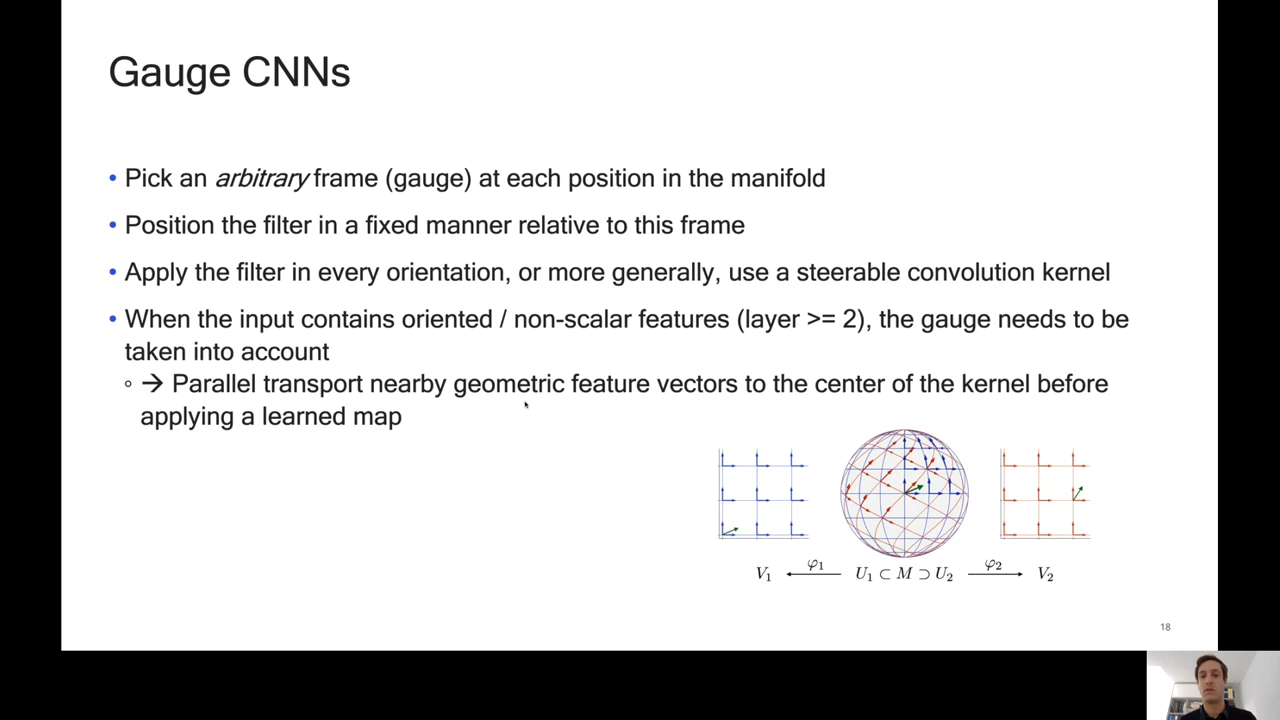 Gauge CNNs
• Pick an arbitrary frame (gauge) at each position in the manifold
• Position the filter in a fixed manner relative to this frame
• Apply the filter in every orientation, or more generally, use a steerable convolution kernel
• When the input contains oriented / non-scalar features (layer >= 2), the gauge needs to be
taken into account
◦ → Parallel transport nearby geometric feature vectors to the center of the kernel before
applying a learned map
φ₁ φ₂
V₁ U₁ ⊂ M ⊃ U₂ V₂
18